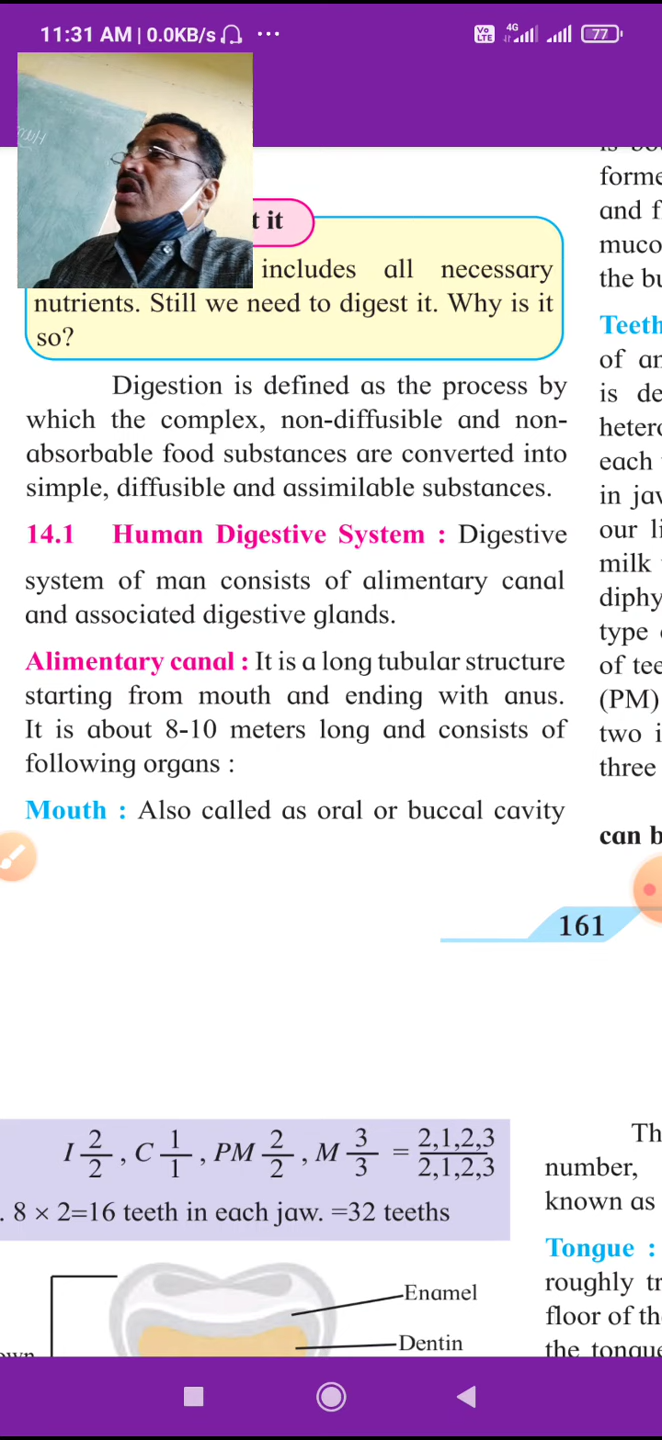 11:31 AM | 0.0KB/s
Vo LTE 4G 77
t it
includes all necessary
nutrients. Still we need to digest it. Why is it
so?
Digestion is defined as the process by
which the complex, non-diffusible and non-
absorbable food substances are converted into
simple, diffusible and assimilable substances.
14.1 Human Digestive System : Digestive
system of man consists of alimentary canal
and associated digestive glands.
Alimentary canal : It is a long tubular structure
starting from mouth and ending with anus.
It is about 8-10 meters long and consists of
following organs :
Mouth : Also called as oral or buccal cavity
forme
and f
muco
the bu
Teeth
of an
is de
hetero
each
in jaw
our li
milk
diphy
type
of tee
(PM)
two i
three
can b
161
I 2/2 , C 1/1 , PM 2/2 , M 3/3 = 2,1,2,3/2,1,2,3
. 8 × 2=16 teeth in each jaw. =32 teeths
Enamel
Dentin
Th
number,
known as
Tongue :
roughly tr
floor of th
the tongue